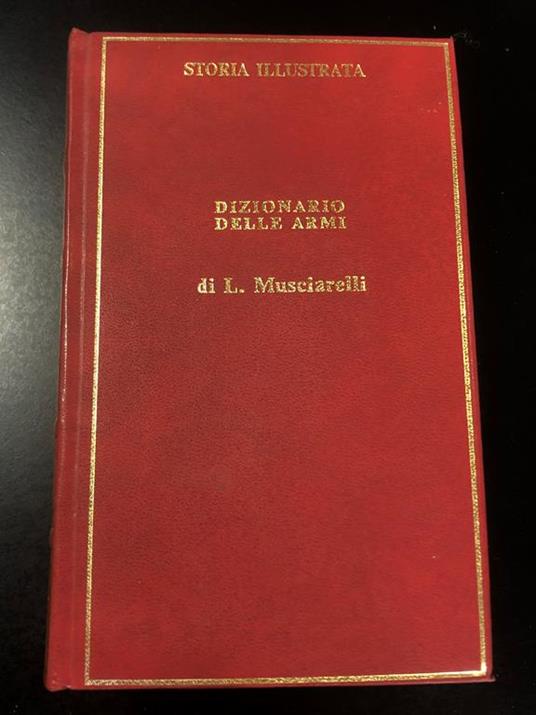 STORIA ILLUSTRATA
DIZIONARIO
DELLE ARMI
di L. Musciarelli